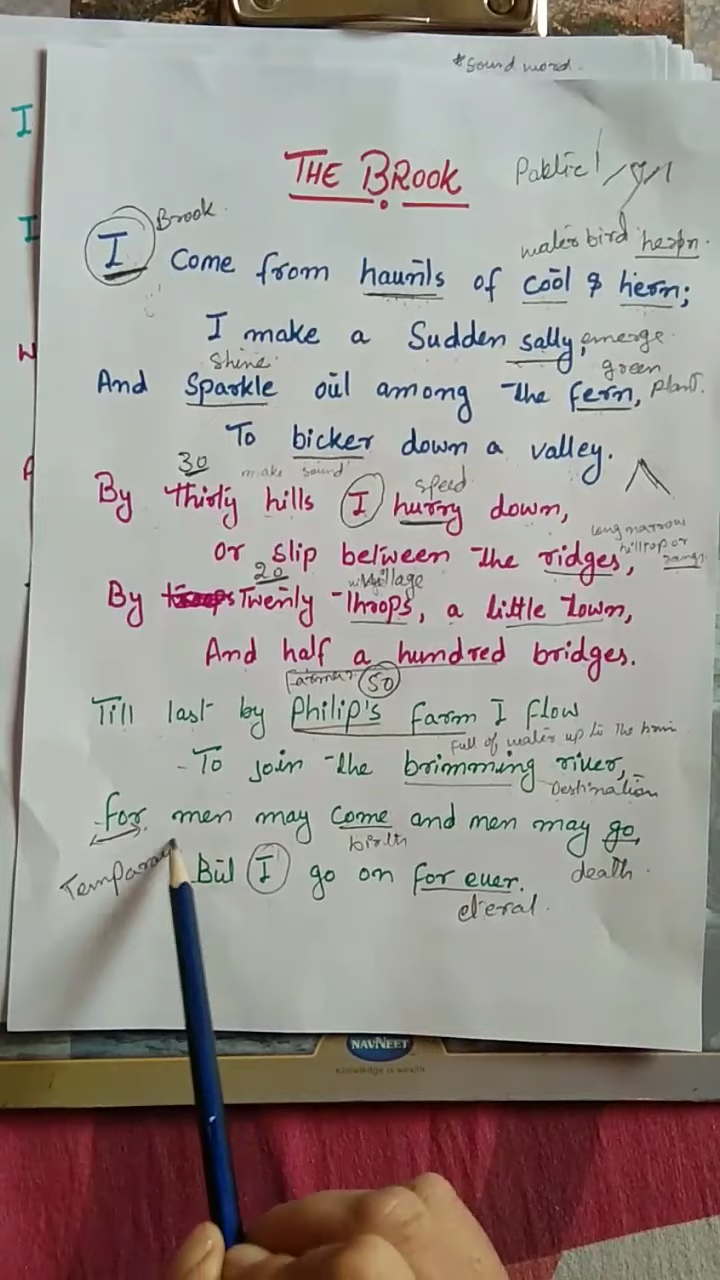 *Sound word.
THE BROOK
Brook.
water bird heron.
I Come from haunts of cool & hern;
I make a Sudden sally, emerge.
Shine.
green
And Sparkle out among the fern, plant.
To bicker down a valley.
30
make sound
speed
By thirty hills I hurry down,
long narrow
hilltop or
range
Or slip between the ridges,
20
village
By Twenty throps, a little town,
And half a hundred bridges.
farmer
50
Till last by Philip's farm I flow
full of water up to the brim
To join the brimming river,
Destination
for men may come and men may go,
birth
death.
Temporary
But I go on for ever.
eteral.
I
I
NAVNEET
Knowledge is wealth